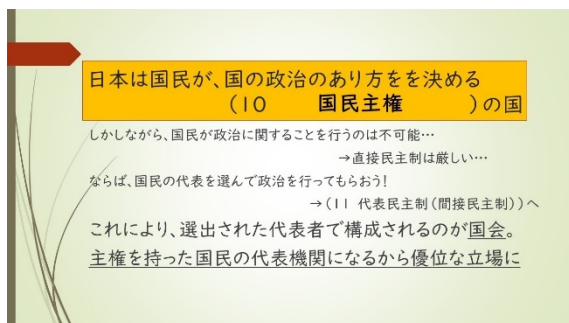 日本は国民が、国の政治のあり方をを決める
(10 国民主権 )の国
しかしながら、国民が政治に関することを行うのは不可能…
→直接民主制は厳しい…
ならば、国民の代表を選んで政治を行ってもらおう!
→(11 代表民主制(間接民主制))へ
これにより、選出された代表者で構成されるのが国会。
主権を持った国民の代表機関になるから優位な立場に